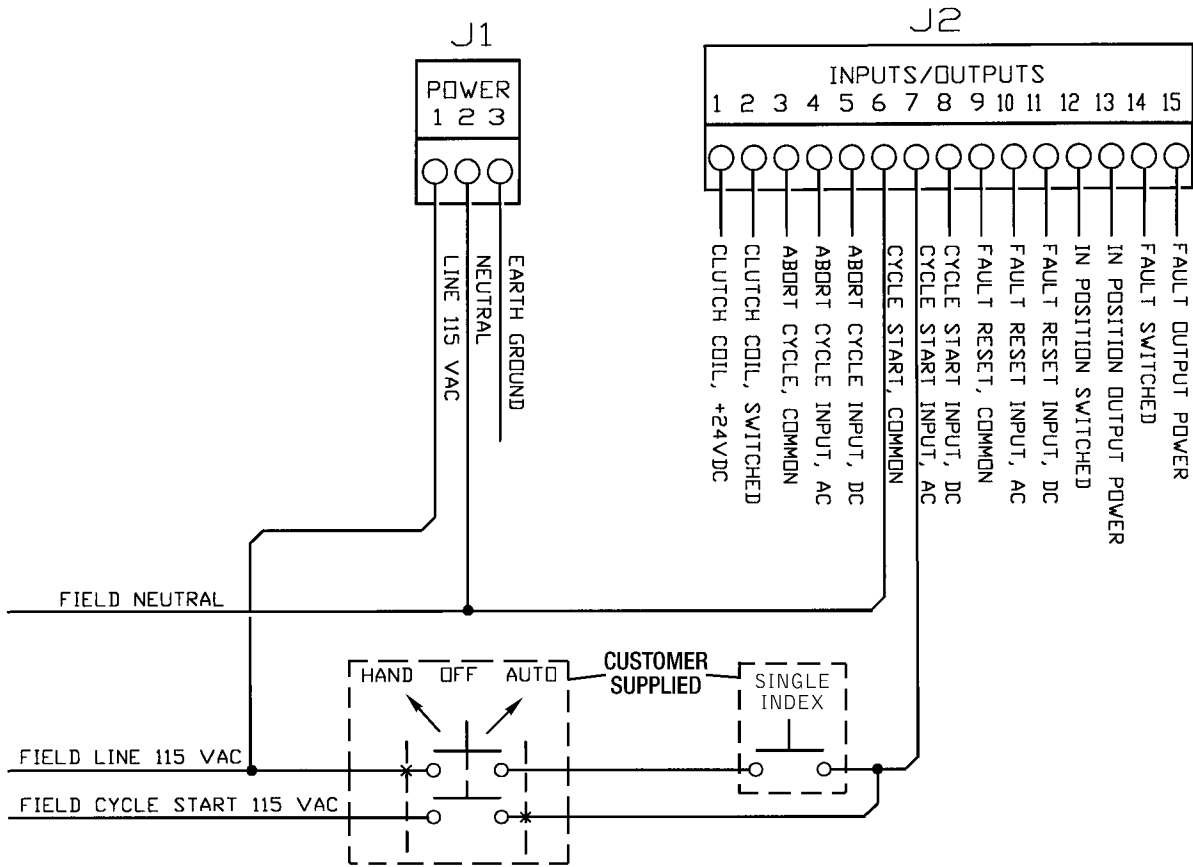 J1
POWER
1 2 3
LINE 115 VAC
NEUTRAL
EARTH GROUND
J2
INPUTS/OUTPUTS
1 2 3 4 5 6 7 8 9 10 11 12 13 14 15
CLUTCH COIL, +24VDC
CLUTCH COIL, SWITCHED
ABORT CYCLE, COMMON
ABORT CYCLE INPUT, AC
ABORT CYCLE INPUT, DC
CYCLE START, COMMON
CYCLE START INPUT, AC
CYCLE START INPUT, DC
FAULT RESET, COMMON
FAULT RESET INPUT, AC
FAULT RESET INPUT, DC
IN POSITION SWITCHED
IN POSITION OUTPUT POWER
FAULT SWITCHED
FAULT OUTPUT POWER
FIELD NEUTRAL
HAND OFF AUTO
CUSTOMER
SUPPLIED
SINGLE
INDEX
FIELD LINE 115 VAC
FIELD CYCLE START 115 VAC